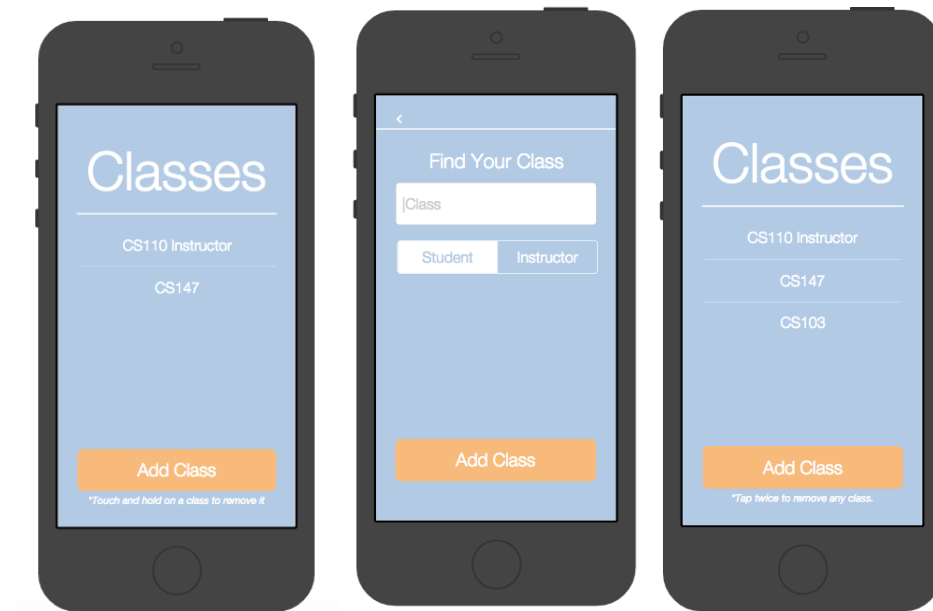 Classes
CS110 Instructor
CS147
Add Class
*Touch and hold on a class to remove it
Find Your Class
Class
Student Instructor
Add Class
Classes
CS110 Instructor
CS147
CS103
Add Class
*Tap twice to remove any class.